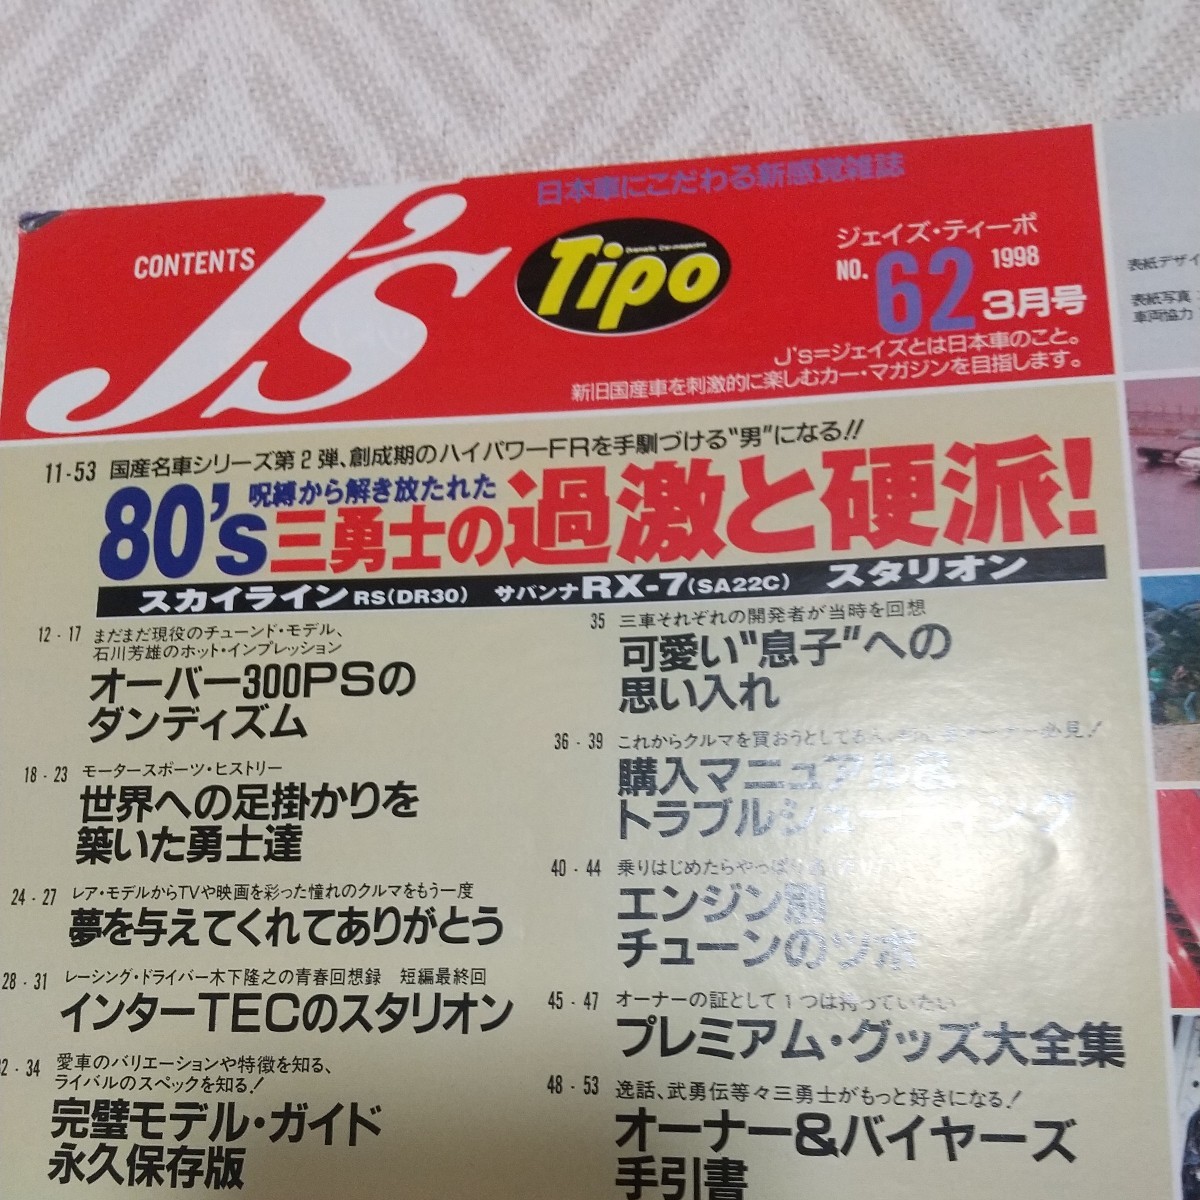 日本車にこだわる新感覚雑誌
CONTENTS
J's
Dramatic Car-magazine
Tipo
ジェイズ・ティーポ
NO. 62 1998 3月号
J's=ジェイズとは日本車のこと。
新旧国産車を刺激的に楽しむカー・マガジンを目指します。
表紙デザイ
表紙写真
車両協力
11-53 国産名車シリーズ第2弾、創成期のハイパワーFRを手馴づける"男"になる!!
呪縛から解き放たれた
80's三勇士の過激と硬派!
スカイライン RS(DR30) サバンナRX-7(SA22C) スタリオン
12-17 まだまだ現役のチューンド・モデル、
石川芳雄のホット・インプレッション
オーバー300PSの
ダンディズム
18-23 モータースポーツ・ヒストリー
世界への足掛かりを
築いた勇士達
24-27 レア・モデルからTVや映画を彩った憧れのクルマをもう一度
夢を与えてくれてありがとう
28-31 レーシング・ドライバー木下隆之の青春回想録 短編最終回
インターTECのスタリオン
2-34 愛車のバリエーションや特徴を知る、
ライバルのスペックを知る!
完璧モデル・ガイド
永久保存版
35 三車それぞれの開発者が当時を回想
可愛い"息子"への
思い入れ
36-39 これからクルマを買おうとしてる 必見!
購入マニュアル
トラブルシュー
40-44 乗りはじめたらやっぱり
エンジン別
チューンのツボ
45-47 オーナーの証として1つは持っていたい
プレミアム・グッズ大全集
48-53 逸話、武勇伝等々三勇士がもっと好きになる!
オーナー&バイヤーズ
手引書